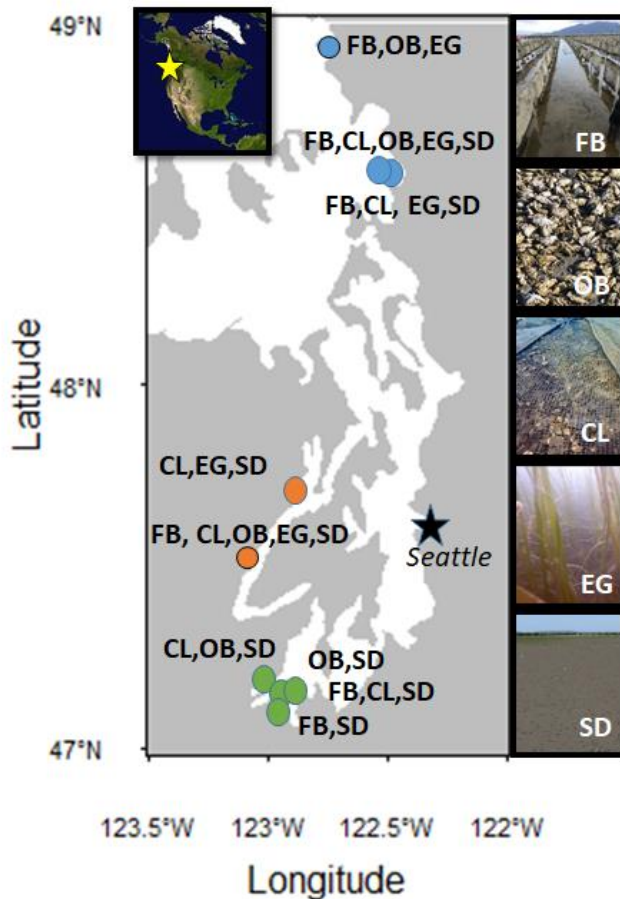 49°N
FB,OB,EG
FB
FB,CL,OB,EG,SD
FB,CL, EG,SD
OB
48°N
Latitude
CL
CL,EG,SD
FB, CL,OB,EG,SD
Seattle
EG
CL,OB,SD
OB,SD
FB,CL,SD
FB,SD
SD
47°N
123.5°W 123°W 122.5°W 122°W
Longitude